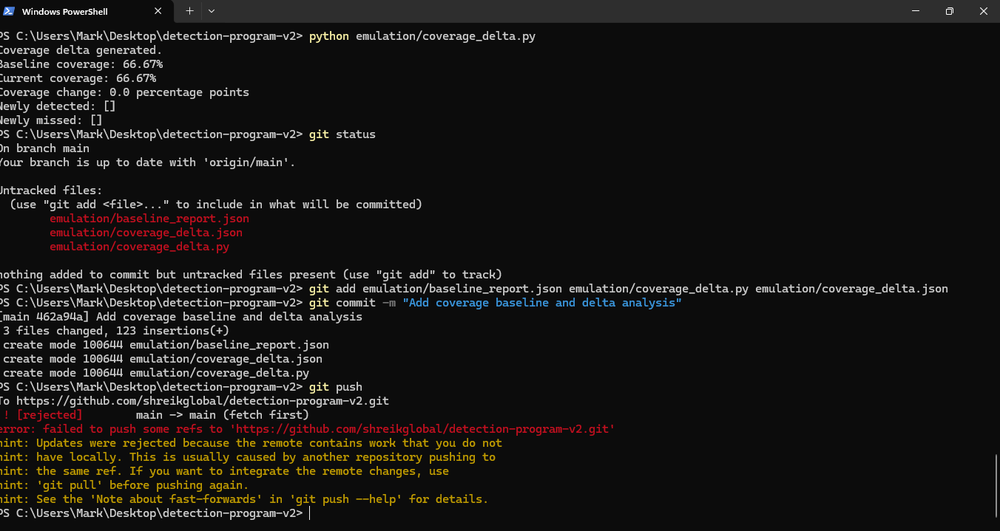 Windows PowerShell
PS C:\Users\Mark\Desktop\detection-program-v2> python emulation/coverage_delta.py
Coverage delta generated.
Baseline coverage: 66.67%
Current coverage: 66.67%
Coverage change: 0.0 percentage points
Newly detected: []
Newly missed: []
PS C:\Users\Mark\Desktop\detection-program-v2> git status
On branch main
Your branch is up to date with 'origin/main'.
Untracked files:
  (use "git add <file>..." to include in what will be committed)
        emulation/baseline_report.json
        emulation/coverage_delta.json
        emulation/coverage_delta.py
nothing added to commit but untracked files present (use "git add" to track)
PS C:\Users\Mark\Desktop\detection-program-v2> git add emulation/baseline_report.json emulation/coverage_delta.py emulation/coverage_delta.json
PS C:\Users\Mark\Desktop\detection-program-v2> git commit -m "Add coverage baseline and delta analysis"
[main 462a94a] Add coverage baseline and delta analysis
 3 files changed, 123 insertions(+)
 create mode 100644 emulation/baseline_report.json
 create mode 100644 emulation/coverage_delta.json
 create mode 100644 emulation/coverage_delta.py
PS C:\Users\Mark\Desktop\detection-program-v2> git push
To https://github.com/shreikglobal/detection-program-v2.git
 ! [rejected]        main -> main (fetch first)
error: failed to push some refs to 'https://github.com/shreikglobal/detection-program-v2.git'
hint: Updates were rejected because the remote contains work that you do not
hint: have locally. This is usually caused by another repository pushing to
hint: the same ref. If you want to integrate the remote changes, use
hint: 'git pull' before pushing again.
hint: See the 'Note about fast-forwards' in 'git push --help' for details.
PS C:\Users\Mark\Desktop\detection-program-v2>